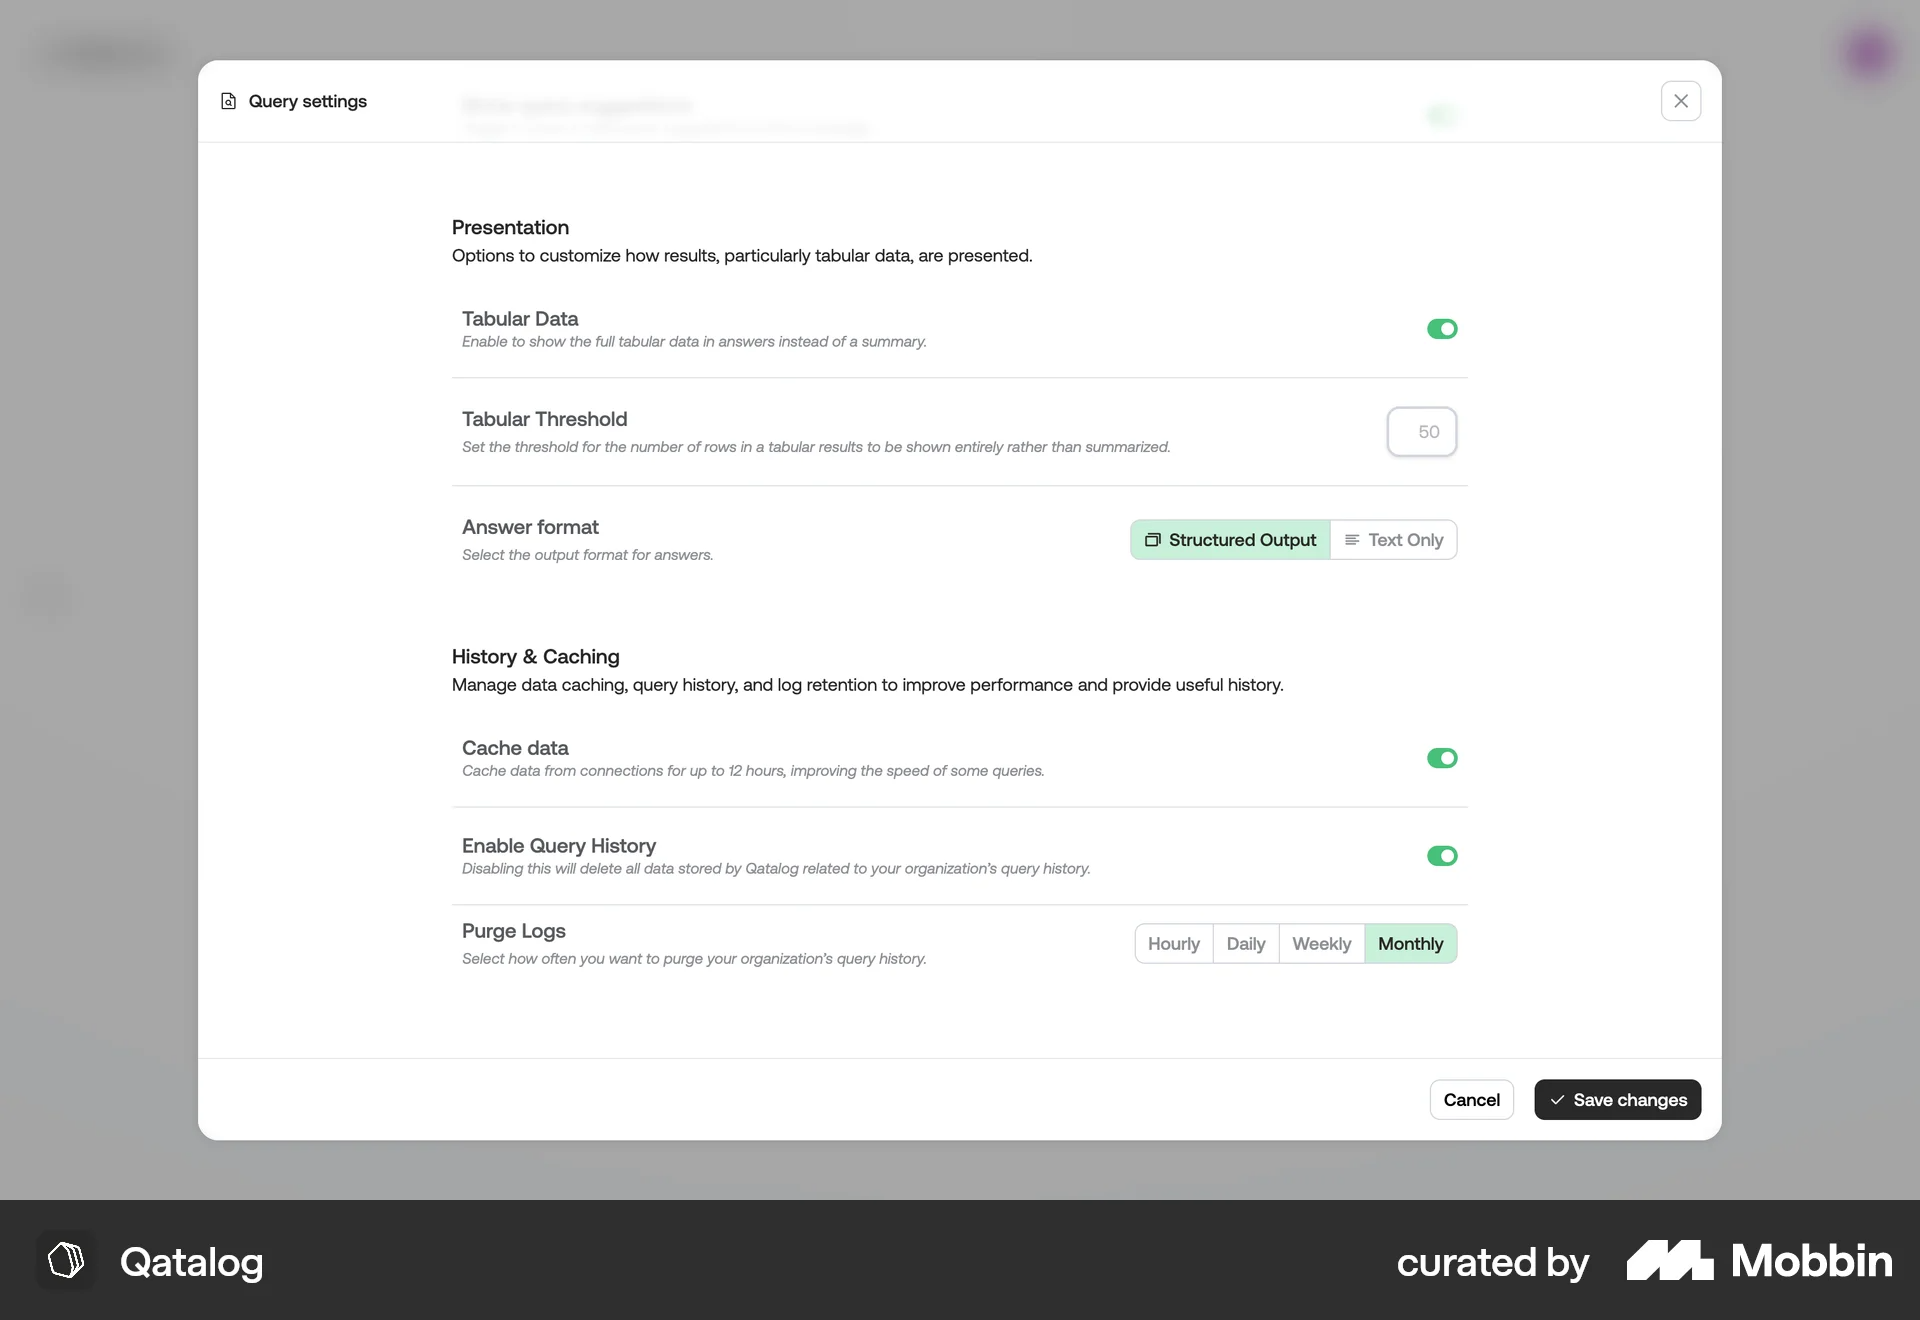 Query settings
Presentation
Options to customize how results, particularly tabular data, are presented.
Tabular Data
Enable to show the full tabular data in answers instead of a summary.
Tabular Threshold
Set the threshold for the number of rows in a tabular results to be shown entirely rather than summarized.
50
Answer format
Select the output format for answers.
Structured Output
Text Only
History & Caching
Manage data caching, query history, and log retention to improve performance and provide useful history.
Cache data
Cache data from connections for up to 12 hours, improving the speed of some queries.
Enable Query History
Disabling this will delete all data stored by Qatalog related to your organization's query history.
Purge Logs
Select how often you want to purge your organization's query history.
Hourly
Daily
Weekly
Monthly
Cancel
Save changes
Qatalog
curated by
Mobbin